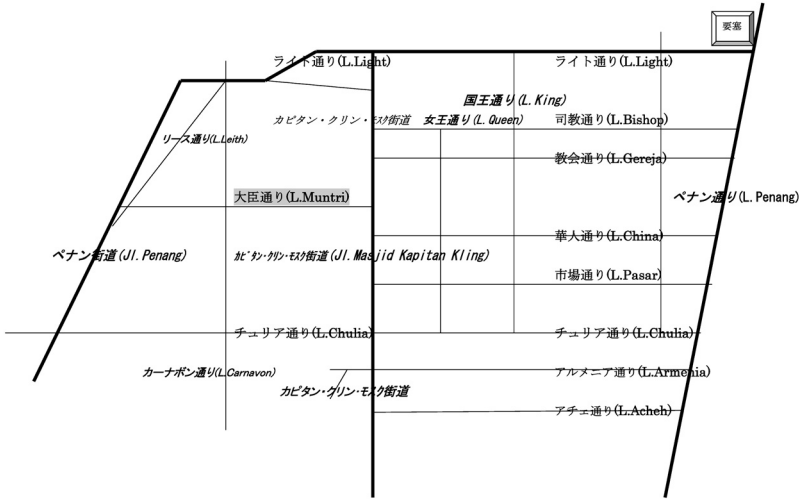 要塞
ライト通り(L.Light)
ライト通り(L.Light)
国王通り(L.King)
カピタン・クリン・ﾓｽｸ街道
女王通り(L.Queen)
司教通り(L.Bishop)
リース通り(L.Leith)
教会通り(L.Gereja)
大臣通り(L.Muntri)
ペナン通り(L.Penang)
華人通り(L.China)
ペナン街道(Jl.Penang)
ｶﾋﾟﾀﾝ･ｸﾘﾝ･ﾓｽｸ街道(Jl.Masjid Kapitan Kling)
市場通り(L.Pasar)
チュリア通り(L.Chulia)
チュリア通り(L.Chulia)
カーナボン通り(L.Carnavon)
アルメニア通り(L.Armenia)
カピタン･クリン･ﾓｽｸ街道
アチェ通り(L.Acheh)